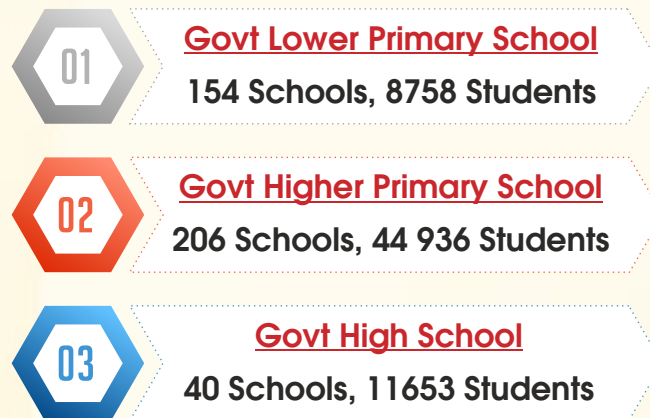 01
Govt Lower Primary School
154 Schools, 8758 Students
02
Govt Higher Primary School
206 Schools, 44 936 Students
03
Govt High School
40 Schools, 11653 Students